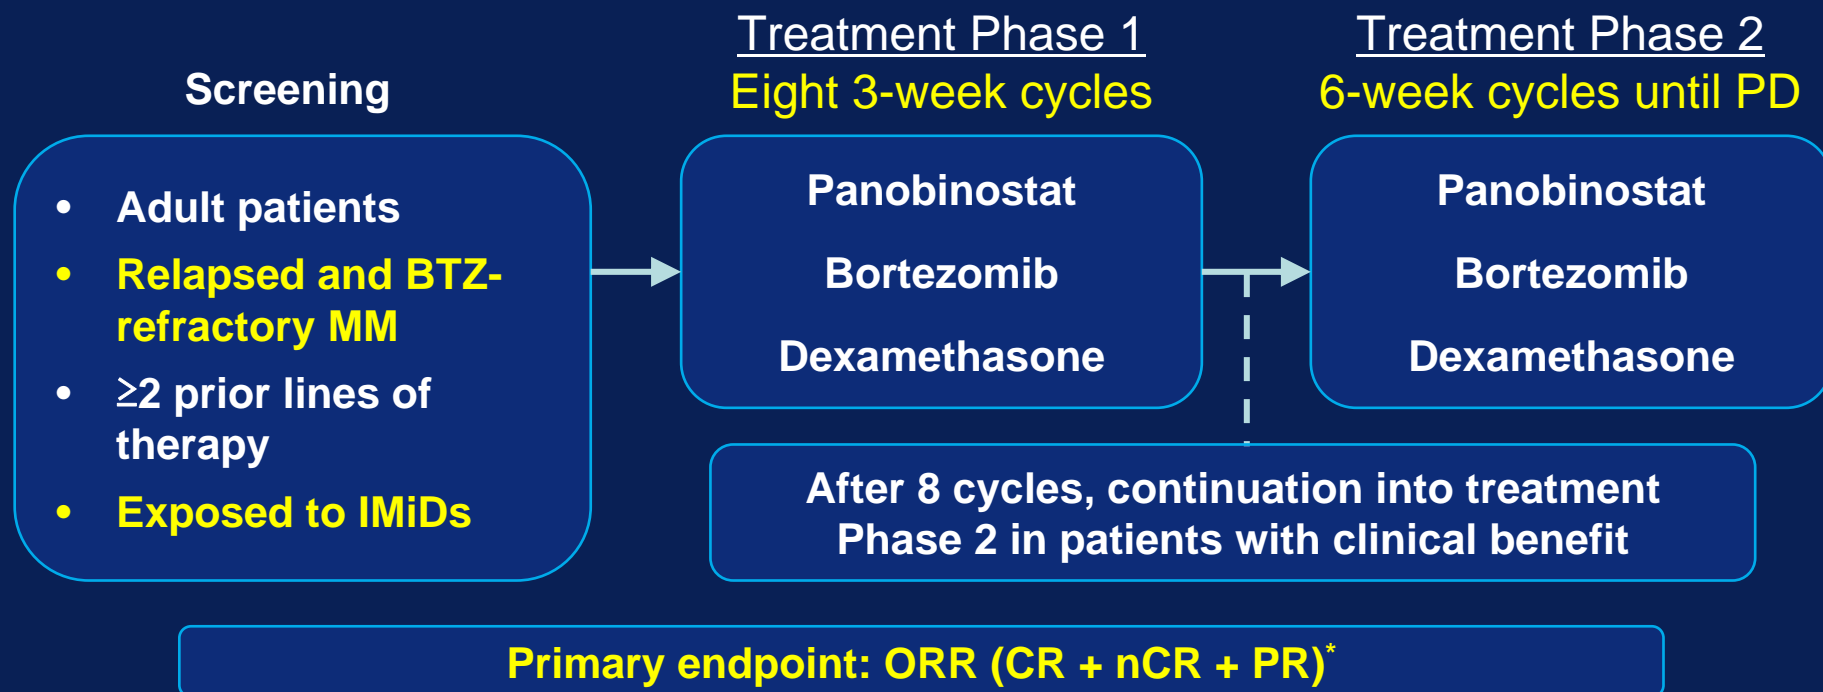 Screening
• Adult patients
• Relapsed and BTZ-
refractory MM
• ≥2 prior lines of
therapy
• Exposed to IMiDs
Treatment Phase 1
Eight 3-week cycles
Panobinostat
Bortezomib
Dexamethasone
Treatment Phase 2
6-week cycles until PD
Panobinostat
Bortezomib
Dexamethasone
After 8 cycles, continuation into treatment
Phase 2 in patients with clinical benefit
Primary endpoint: ORR (CR + nCR + PR)*